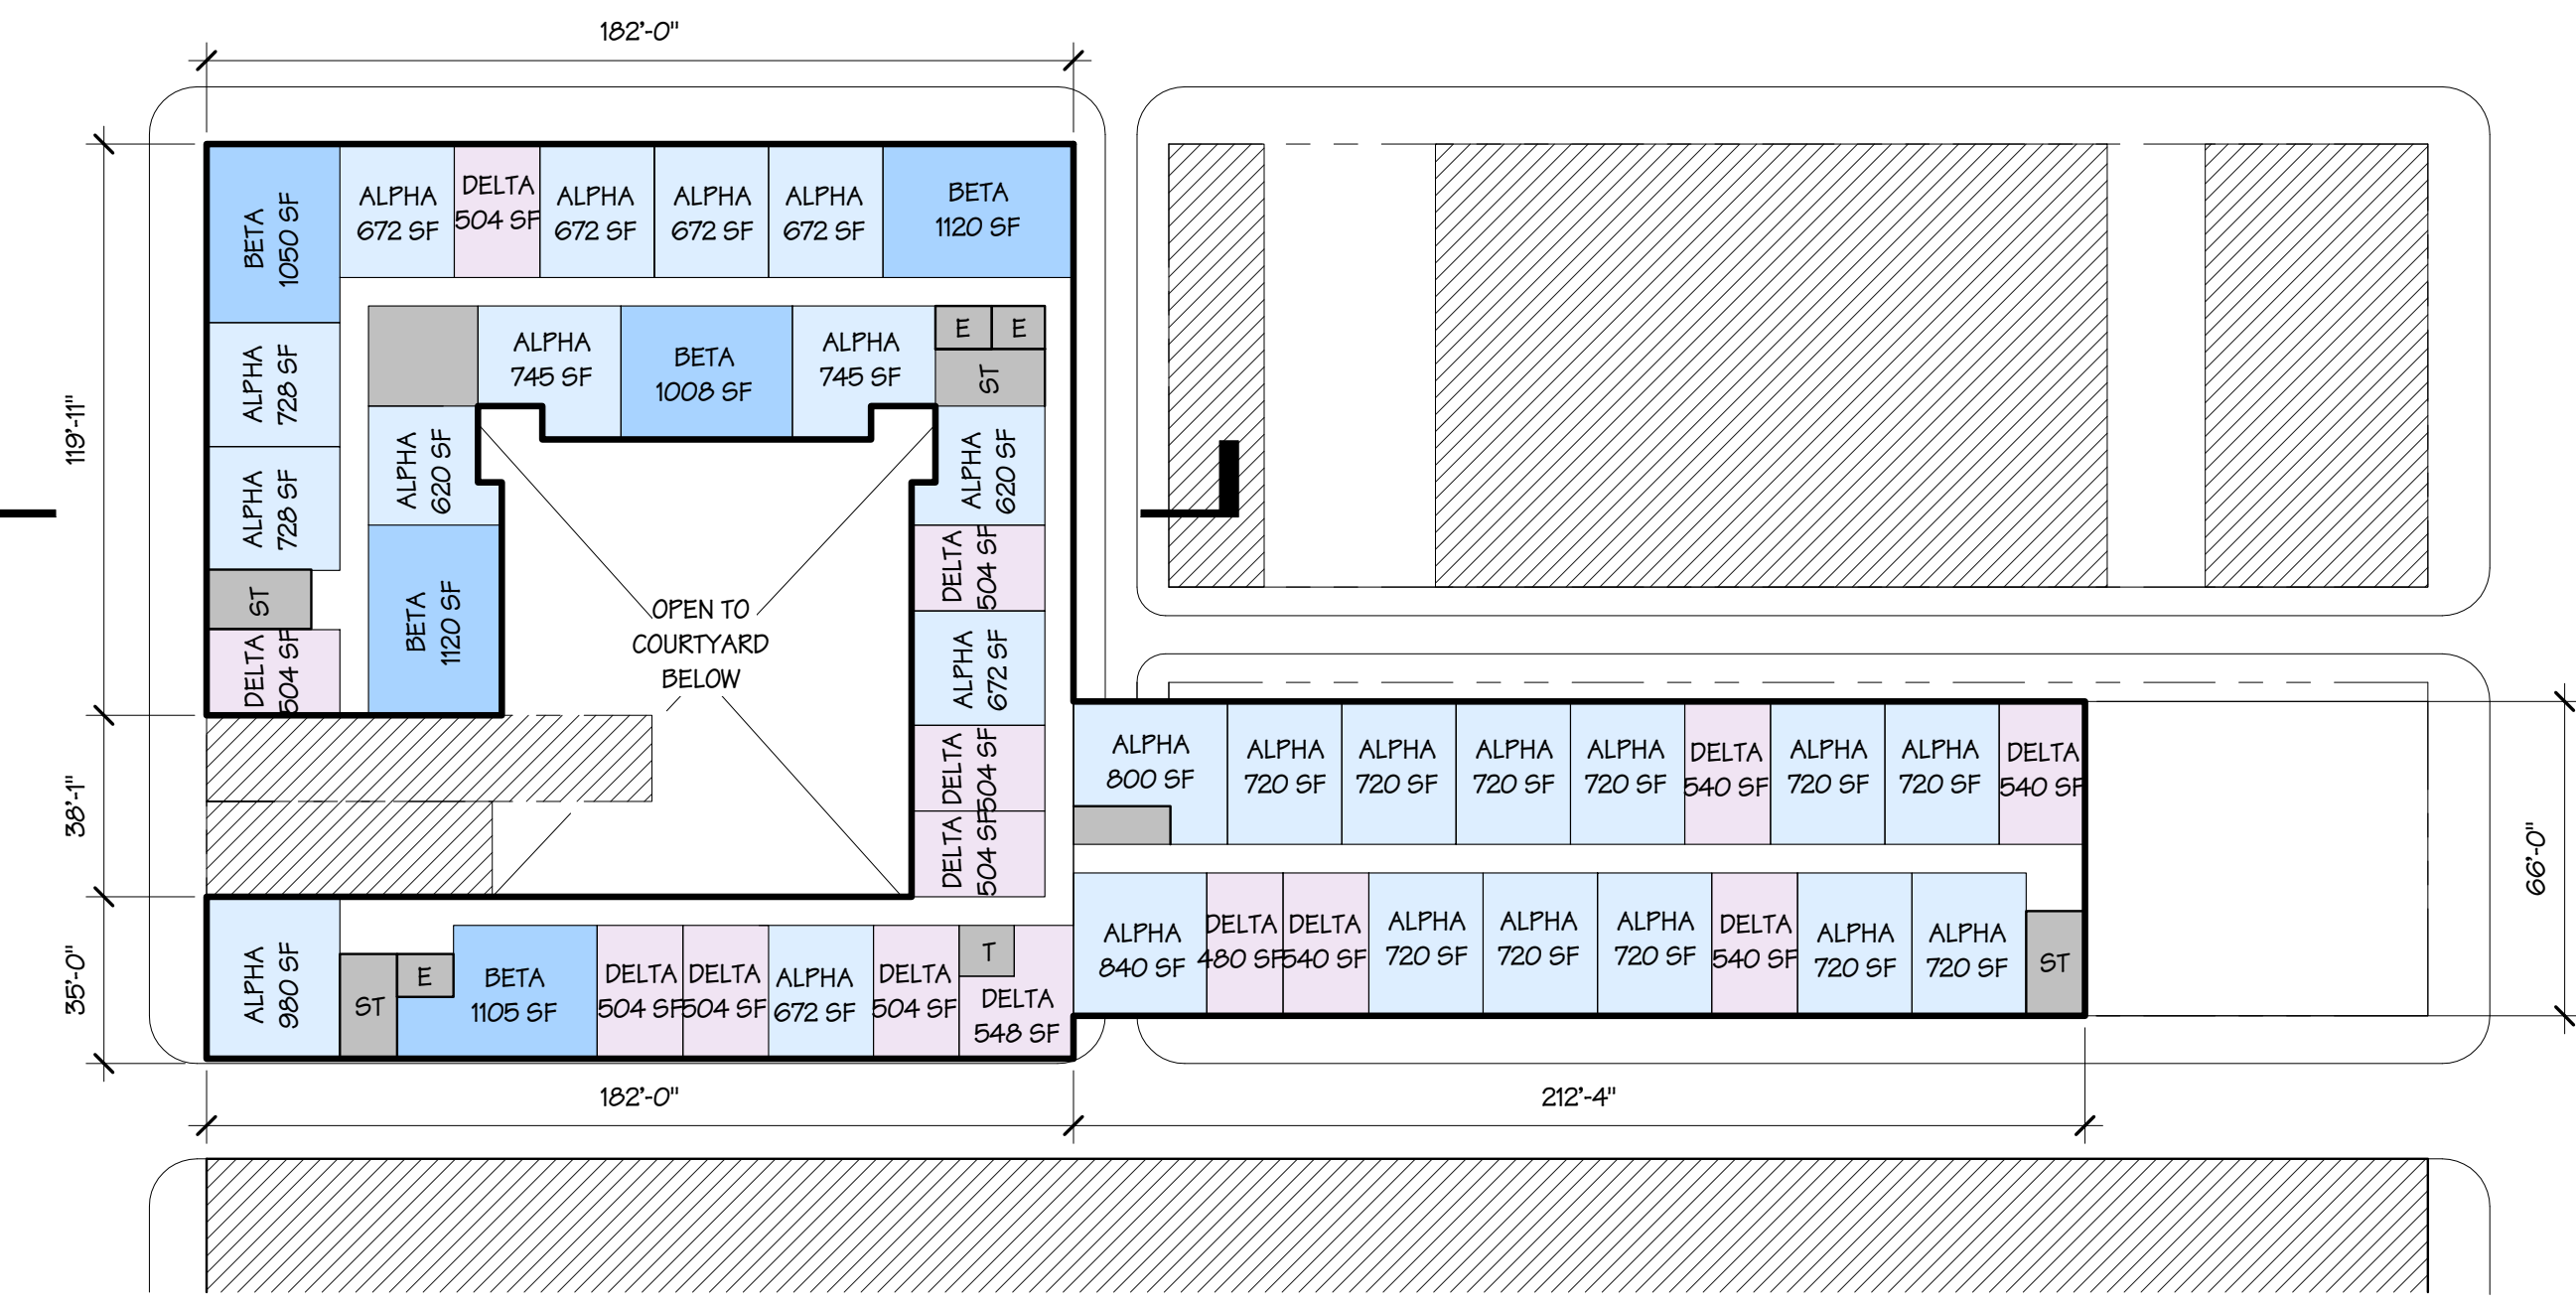 182'-0"
BETA
1050 SF
ALPHA
672 SF
DELTA
504 SF
ALPHA
672 SF
ALPHA
672 SF
ALPHA
672 SF
BETA
1120 SF
ALPHA
745 SF
BETA
1008 SF
ALPHA
745 SF
E
E
ST
119'-11"
ALPHA
728 SF
ALPHA
728 SF
ST
DELTA
504 SF
ALPHA
620 SF
BETA
1120 SF
OPEN TO
COURTYARD
BELOW
ALPHA
620 SF
DELTA
504 SF
ALPHA
672 SF
DELTA
504 SF
DELTA
504 SF
38'-1"
ALPHA
800 SF
ALPHA
720 SF
ALPHA
720 SF
ALPHA
720 SF
ALPHA
720 SF
DELTA
540 SF
ALPHA
720 SF
ALPHA
720 SF
DELTA
540 SF
66'-0"
35'-0"
ALPHA
980 SF
ST
E
BETA
1105 SF
DELTA
504 SF
DELTA
504 SF
ALPHA
672 SF
DELTA
504 SF
T
DELTA
548 SF
ALPHA
840 SF
DELTA
480 SF
DELTA
540 SF
ALPHA
720 SF
ALPHA
720 SF
ALPHA
720 SF
DELTA
540 SF
ALPHA
720 SF
ALPHA
720 SF
ST
182'-0"
212'-4"